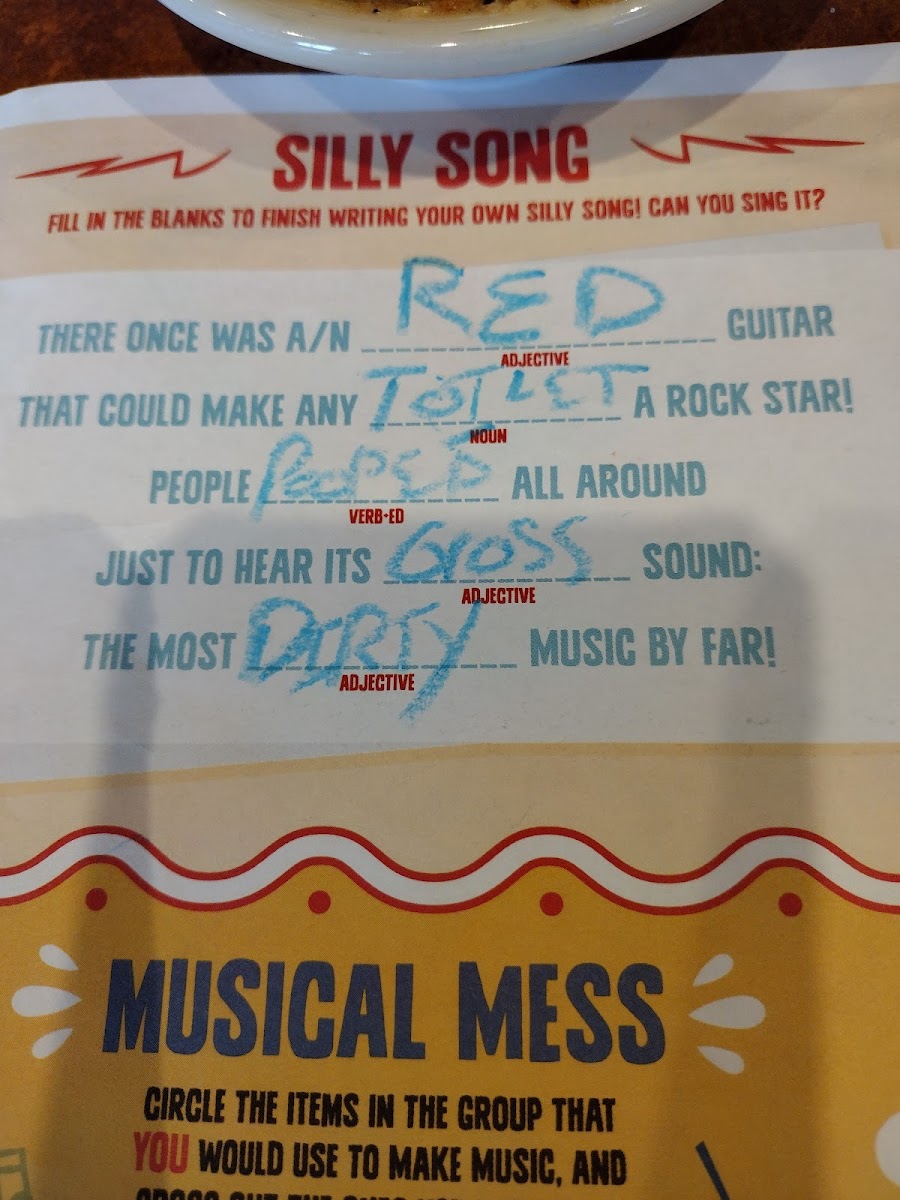 SILLY SONG
FILL IN THE BLANKS TO FINISH WRITING YOUR OWN SILLY SONG! CAN YOU SING IT?
THERE ONCE WAS A/N RED GUITAR
ADJECTIVE
THAT COULD MAKE ANY TOILET A ROCK STAR!
NOUN
PEOPLE POOPED ALL AROUND
VERB+ED
JUST TO HEAR ITS GROSS SOUND:
ADJECTIVE
THE MOST DIRTY MUSIC BY FAR!
ADJECTIVE
MUSICAL MESS
CIRCLE THE ITEMS IN THE GROUP THAT
YOU WOULD USE TO MAKE MUSIC, AND